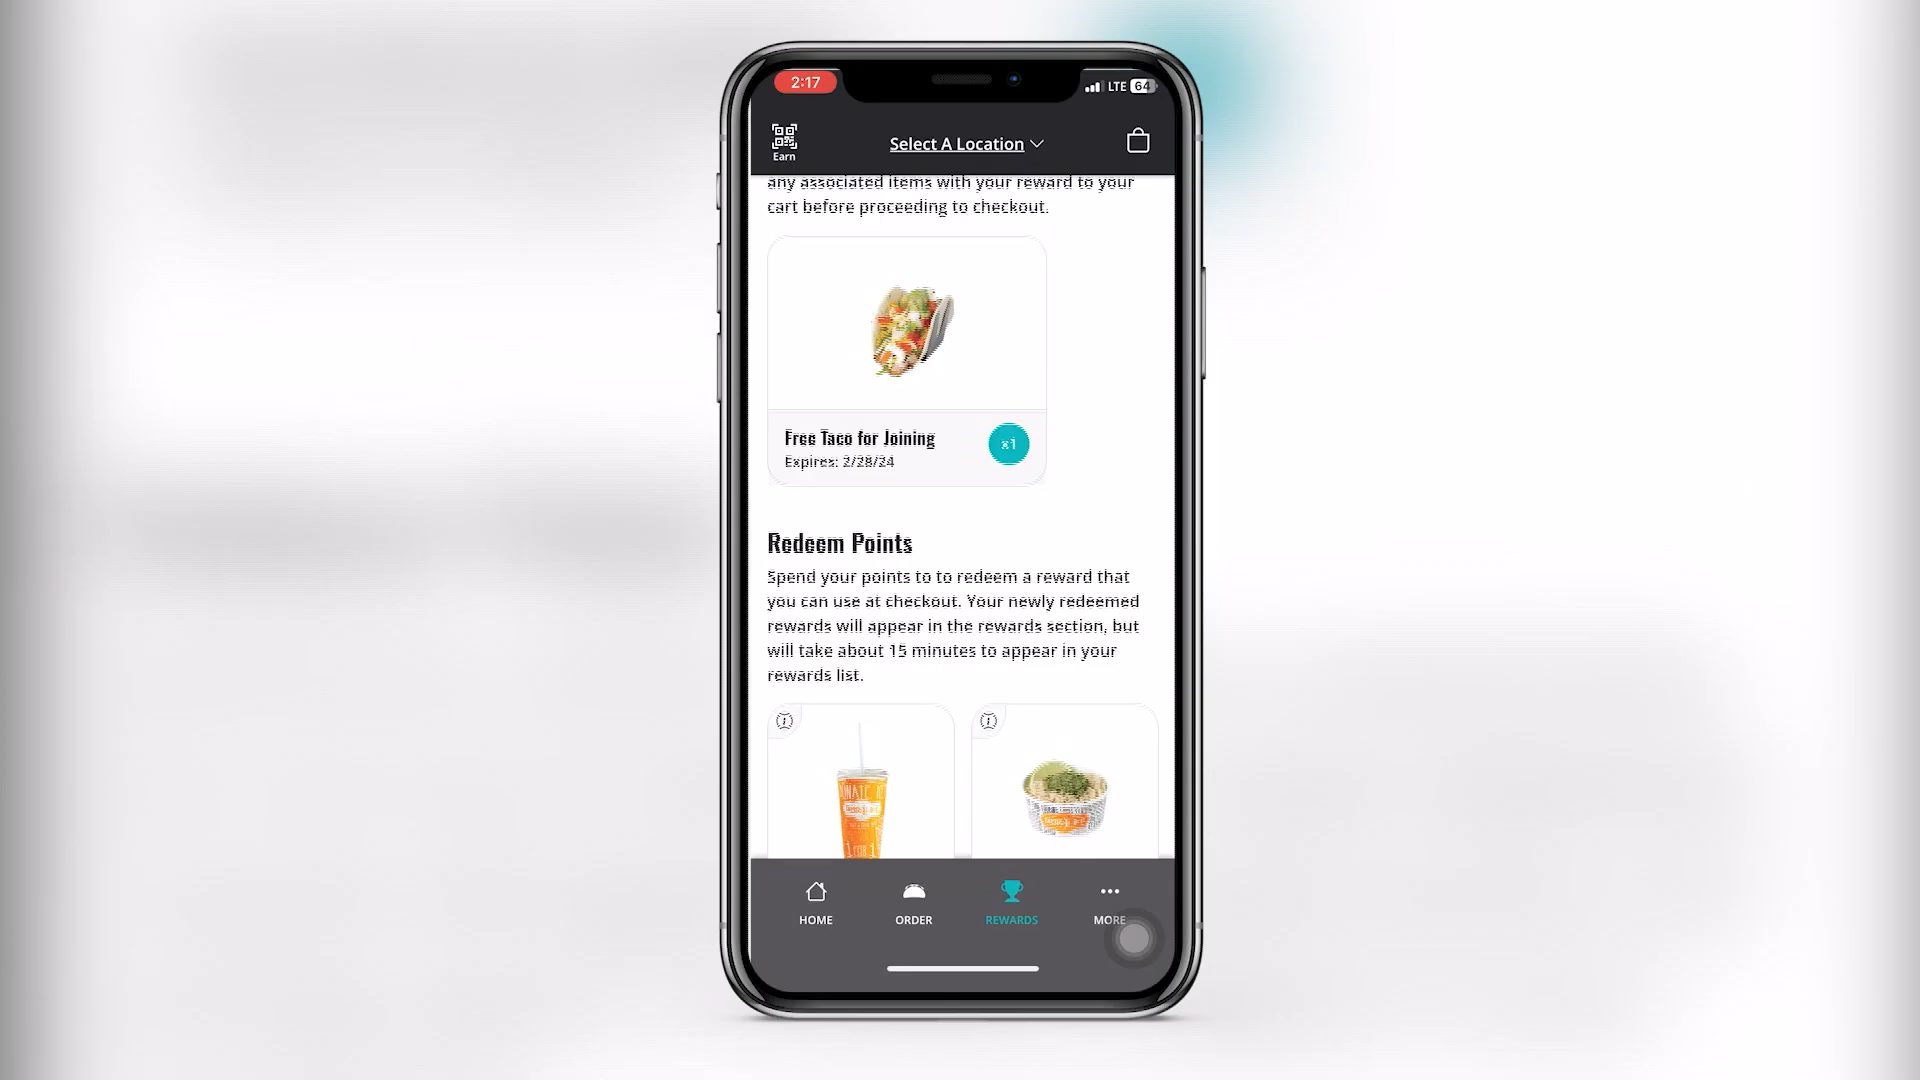 2:17
LTE 64
Earn
Select A Location
any associated items with your reward to your
cart before proceeding to checkout.
Free Taco for Joining
x1
Expires: 2/28/24
Redeem Points
Spend your points to to redeem a reward that
you can use at checkout. Your newly redeemed
rewards will appear in the rewards section, but
will take about 15 minutes to appear in your
rewards list.
HOME
ORDER
REWARDS
MORE